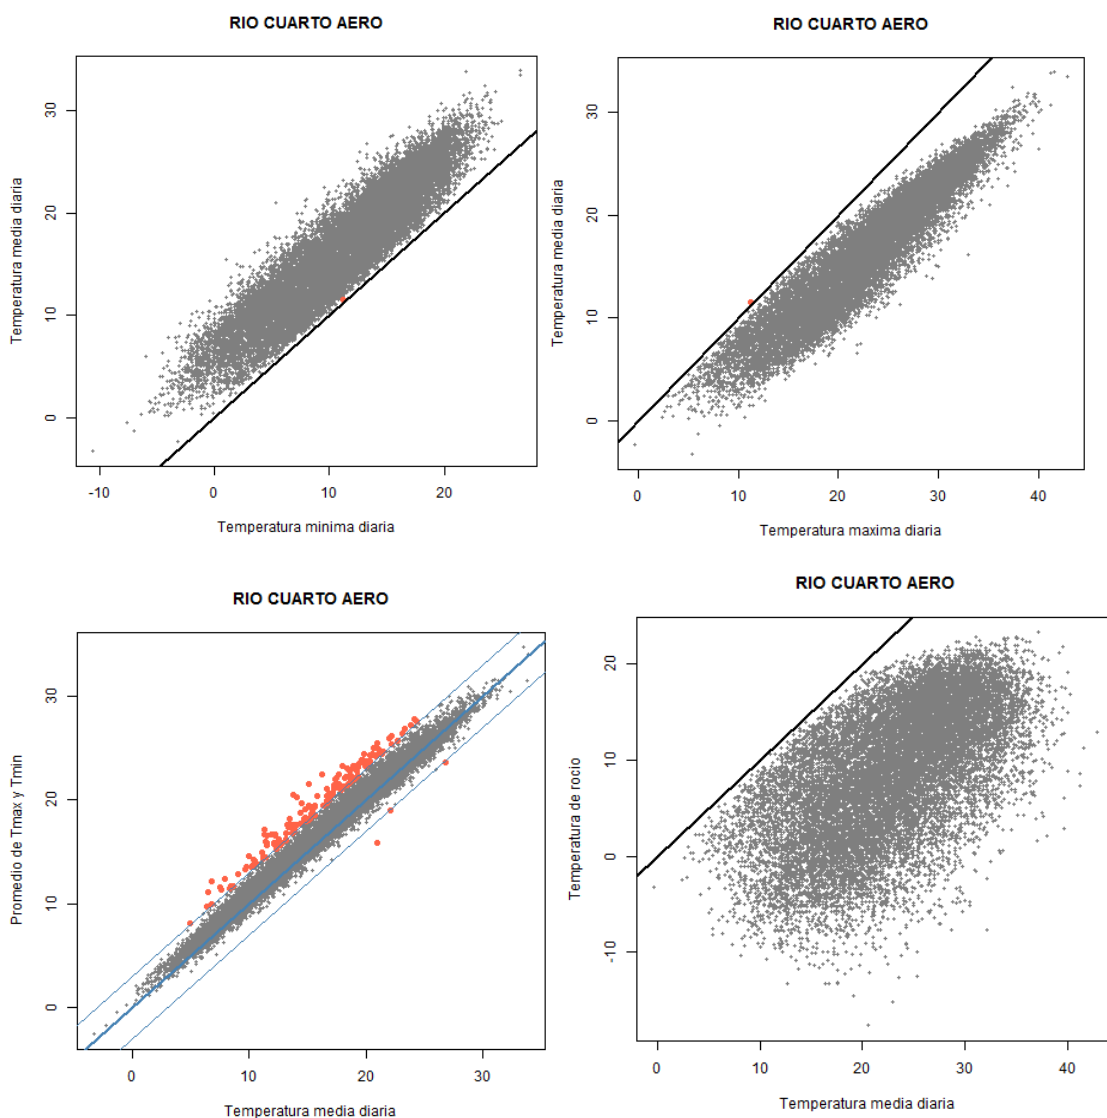 RIO CUARTO AERO
Temperatura media diaria
30
20
10
0
-10
0
10
20
Temperatura minima diaria
RIO CUARTO AERO
Temperatura media diaria
30
20
10
0
0
10
20
30
40
Temperatura maxima diaria
RIO CUARTO AERO
Promedio de Tmax y Tmin
30
20
10
0
0
10
20
30
Temperatura media diaria
RIO CUARTO AERO
Temperatura de rocio
20
10
0
-10
0
10
20
30
40
Temperatura media diaria